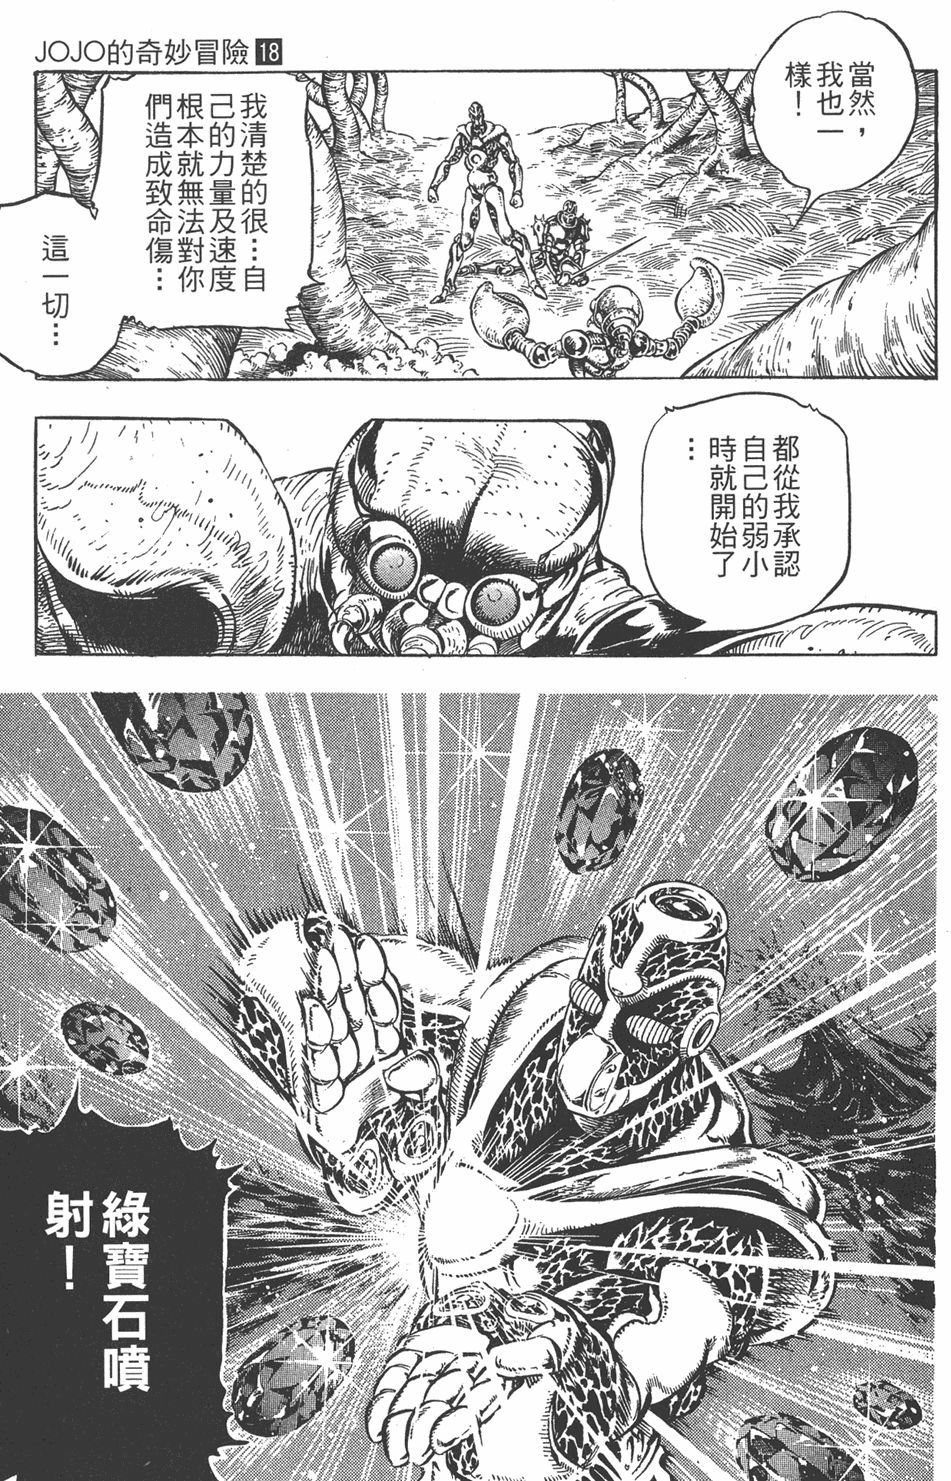 JOJO的奇妙冒險 18
當然，
我也一
樣！
我清楚的很…自
己的力量及速度
根本就無法對你
們造成致命傷…
這一切…
都從我承認
自己的弱小
時就開始了
…
綠寶石噴
射！